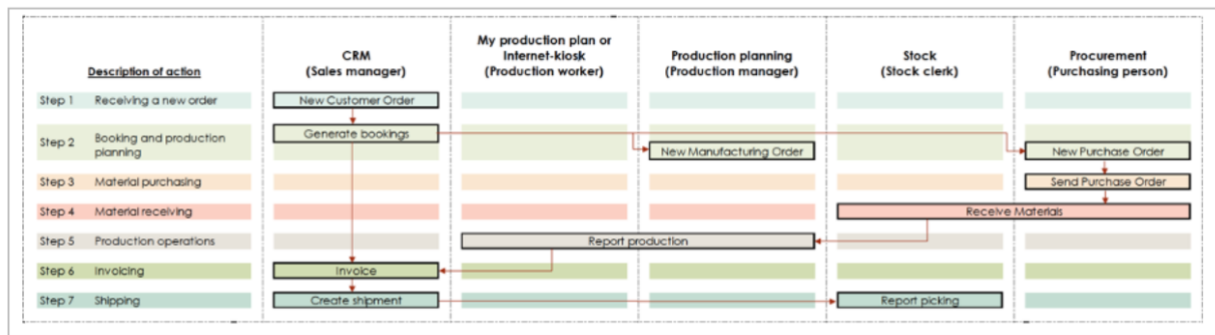 Description of action
CRM
(Sales manager)
My production plan or
Internet-kiosk
(Production worker)
Production planning
(Production manager)
Stock
(Stock clerk)
Procurement
(Purchasing person)
Step 1 Receiving a new order
New Customer Order
Step 2 Booking and production
planning
Generate bookings
New Manufacturing Order
New Purchase Order
Step 3 Material purchasing
Send Purchase Order
Step 4 Material receiving
Receive Materials
Step 5 Production operations
Report production
Step 6 Invoicing
Invoice
Step 7 Shipping
Create shipment
Report picking